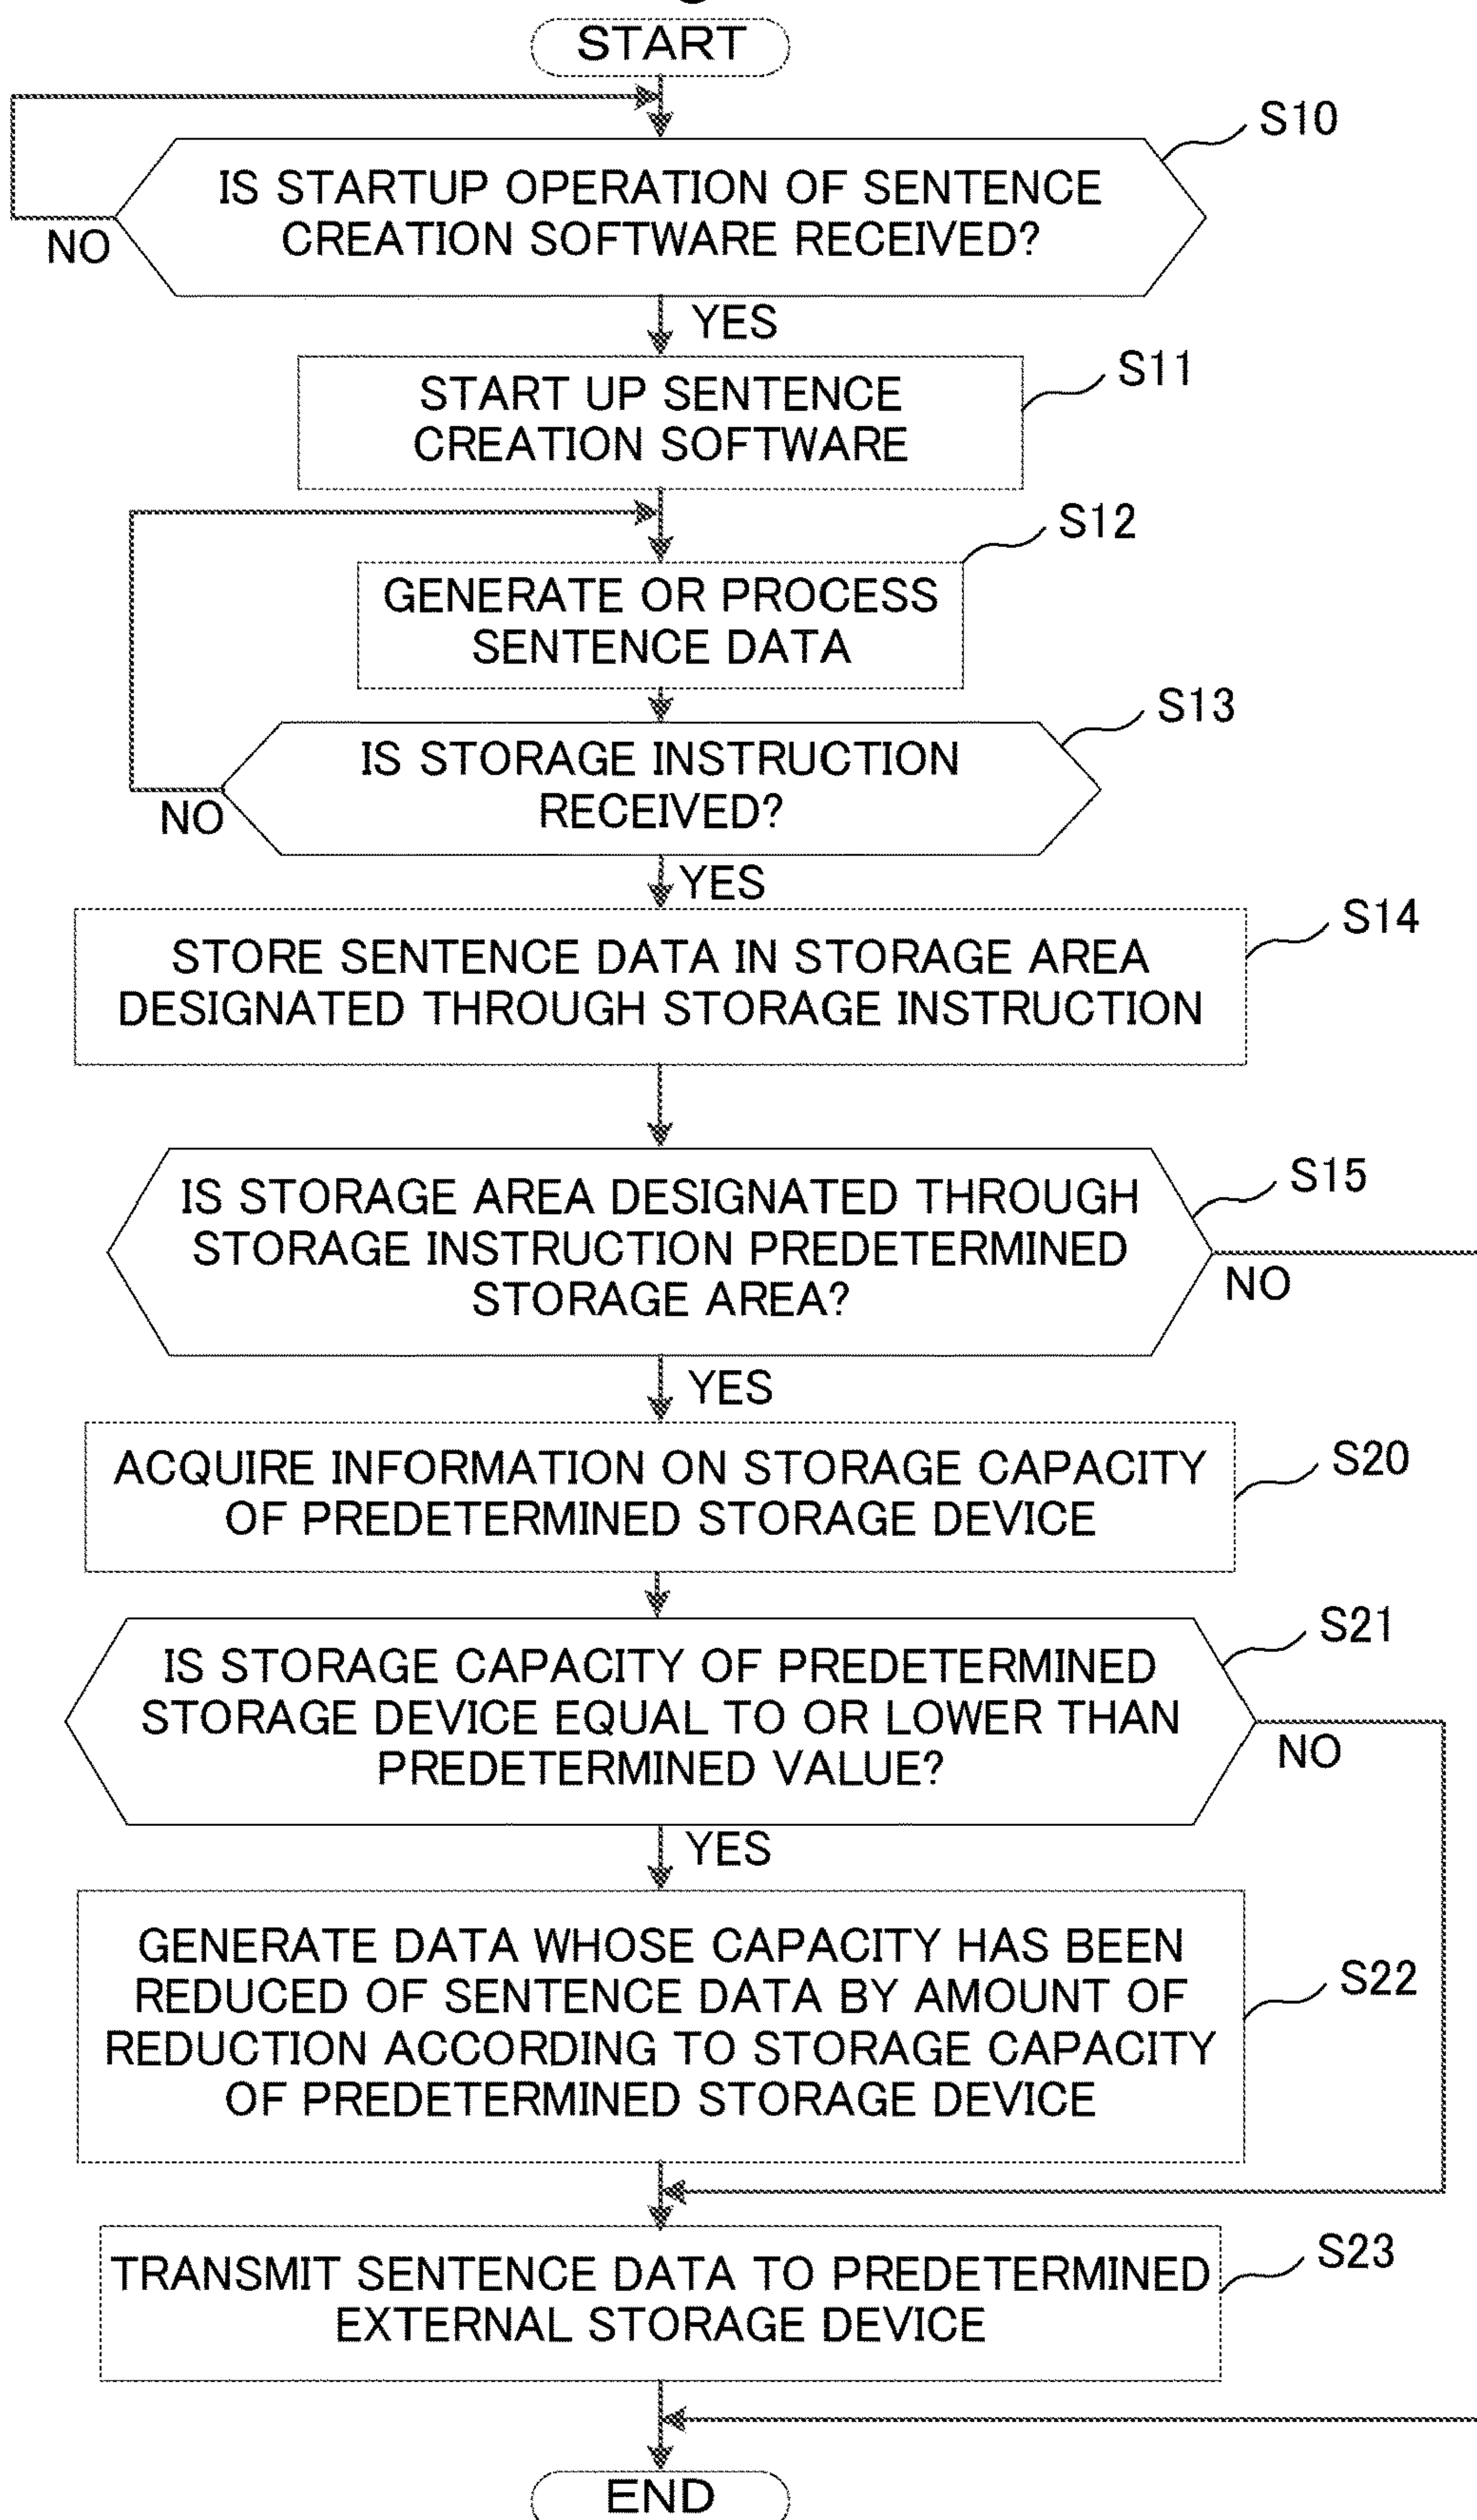 START
S10
IS STARTUP OPERATION OF SENTENCE
CREATION SOFTWARE RECEIVED?
NO
YES
S11
START UP SENTENCE
CREATION SOFTWARE
S12
GENERATE OR PROCESS
SENTENCE DATA
S13
IS STORAGE INSTRUCTION
RECEIVED?
NO
YES
S14
STORE SENTENCE DATA IN STORAGE AREA
DESIGNATED THROUGH STORAGE INSTRUCTION
S15
IS STORAGE AREA DESIGNATED THROUGH
STORAGE INSTRUCTION PREDETERMINED
STORAGE AREA?
NO
YES
S20
ACQUIRE INFORMATION ON STORAGE CAPACITY
OF PREDETERMINED STORAGE DEVICE
S21
IS STORAGE CAPACITY OF PREDETERMINED
STORAGE DEVICE EQUAL TO OR LOWER THAN
PREDETERMINED VALUE?
NO
YES
S22
GENERATE DATA WHOSE CAPACITY HAS BEEN
REDUCED OF SENTENCE DATA BY AMOUNT OF
REDUCTION ACCORDING TO STORAGE CAPACITY
OF PREDETERMINED STORAGE DEVICE
S23
TRANSMIT SENTENCE DATA TO PREDETERMINED
EXTERNAL STORAGE DEVICE
END